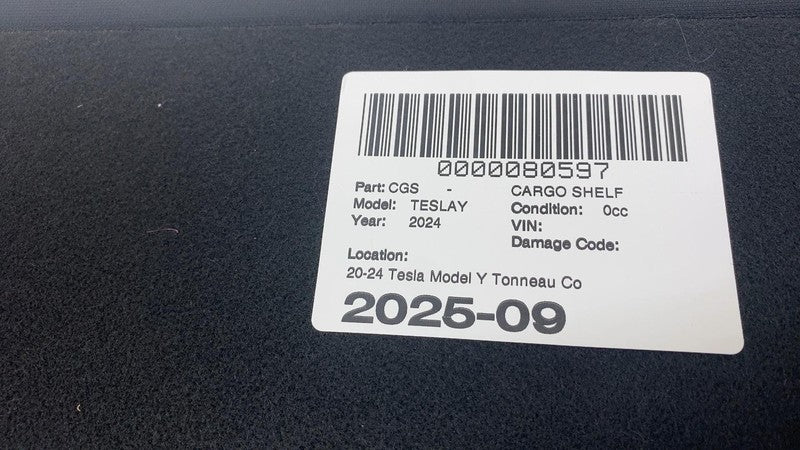 0000080597
Part: CGS - CARGO SHELF
Model: TESLAY Condition: 0cc
Year: 2024 VIN:
Damage Code:
Location:
20-24 Tesla Model Y Tonneau Co
2025-09